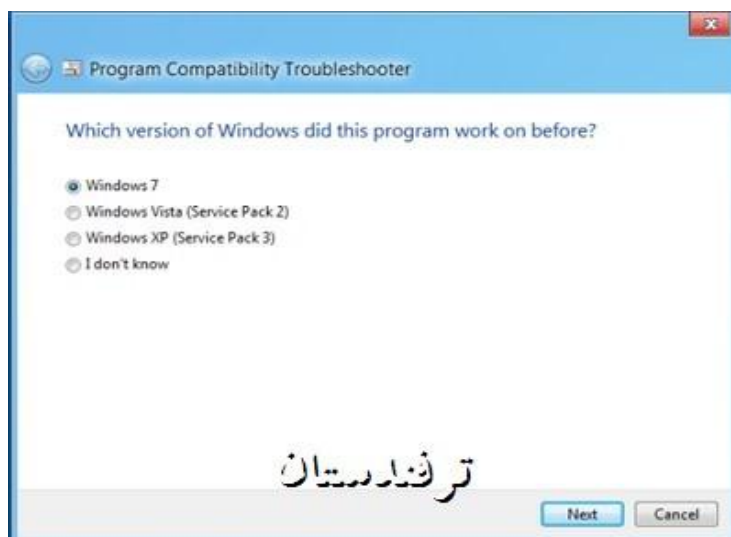 Program Compatibility Troubleshooter
Which version of Windows did this program work on before?
Windows 7
Windows Vista (Service Pack 2)
Windows XP (Service Pack 3)
I don't know
ترفندستان
Next Cancel